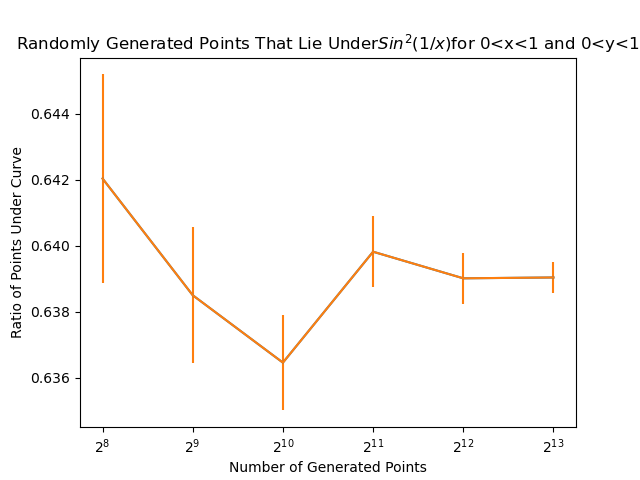 Randomly Generated Points That Lie UnderSin²(1/x)for 0<x<1 and 0<y<1
0.644
0.642
0.640
0.638
0.636
Ratio of Points Under Curve
2⁸ 2⁹ 2¹⁰ 2¹¹ 2¹² 2¹³
Number of Generated Points